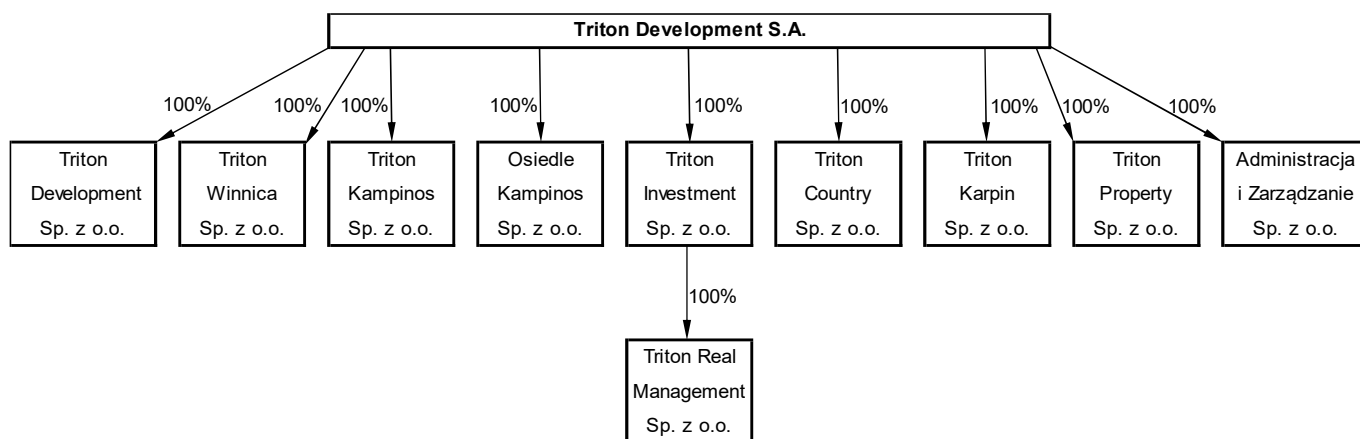 Triton Development S.A.
100%
100%
100%
100%
100%
100%
100%
100%
100%
Triton
Development
Sp. z o.o.
Triton
Winnica
Sp. z o.o.
Triton
Kampinos
Sp. z o.o.
Osiedle
Kampinos
Sp. z o.o.
Triton
Investment
Sp. z o.o.
Triton
Country
Sp. z o.o.
Triton
Karpin
Sp. z o.o.
Triton
Property
Sp. z o.o.
Administracja
i Zarządzanie
Sp. z o.o.
100%
Triton Real
Management
Sp. z o.o.